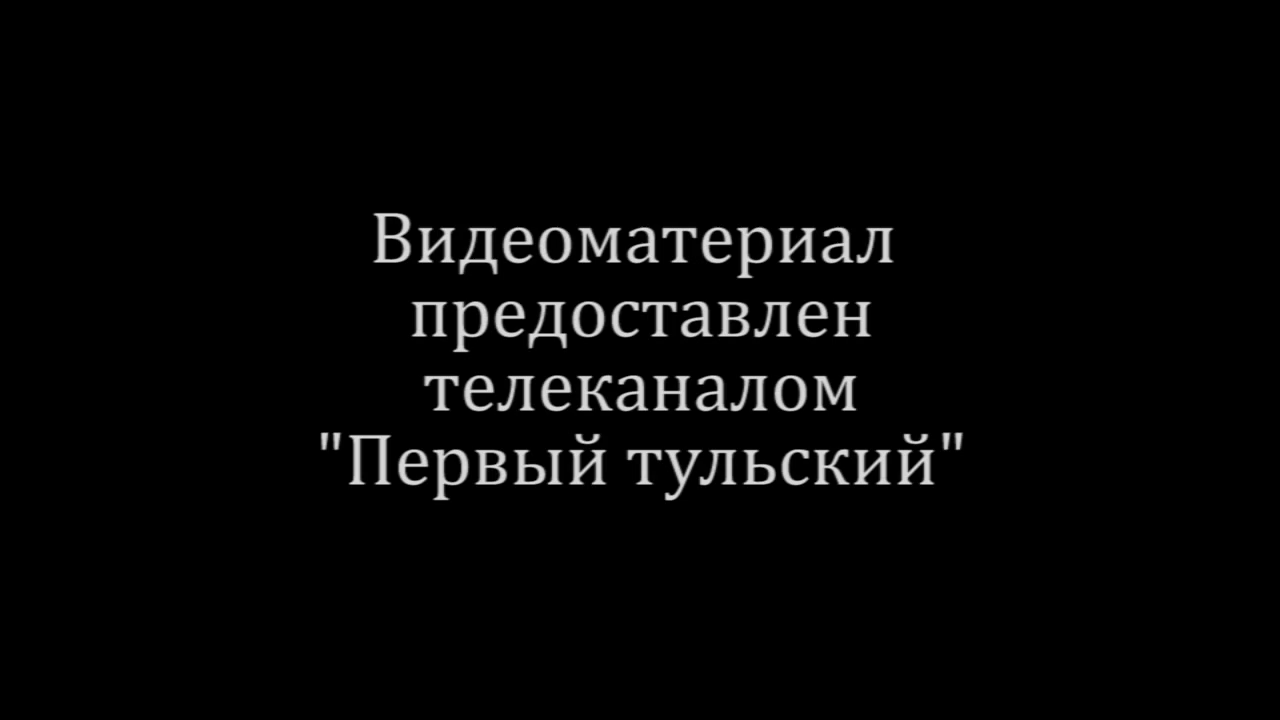 Видеоматериал
предоставлен
телеканалом
"Первый тульский"